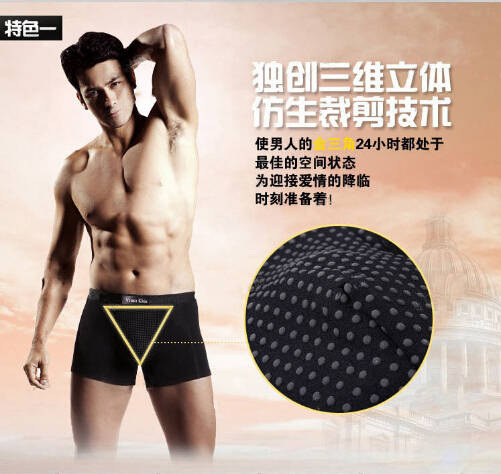 特色一
独创三维立体
仿生裁剪技术
使男人的金三角24小时都处于
最佳的空间状态
为迎接爱情的降临
时刻准备着!